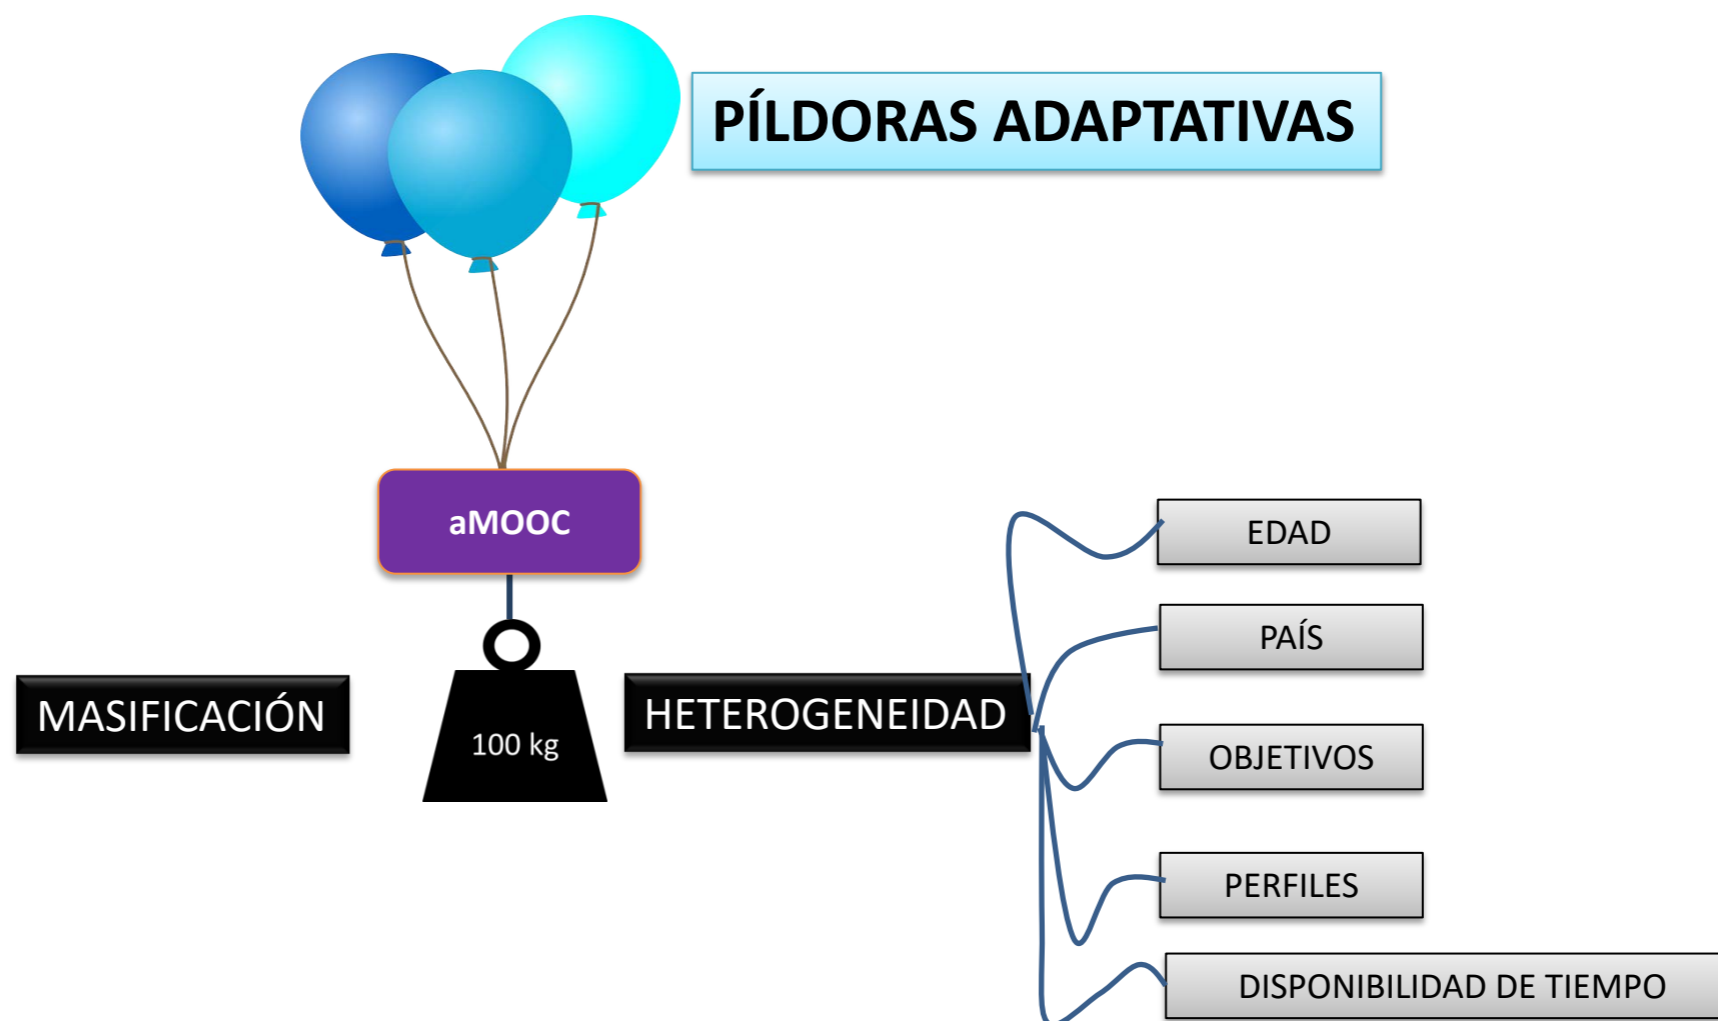 PÍLDORAS ADAPTATIVAS
aMOOC
MASIFICACIÓN
100 kg
HETEROGENEIDAD
EDAD
PAÍS
OBJETIVOS
PERFILES
DISPONIBILIDAD DE TIEMPO